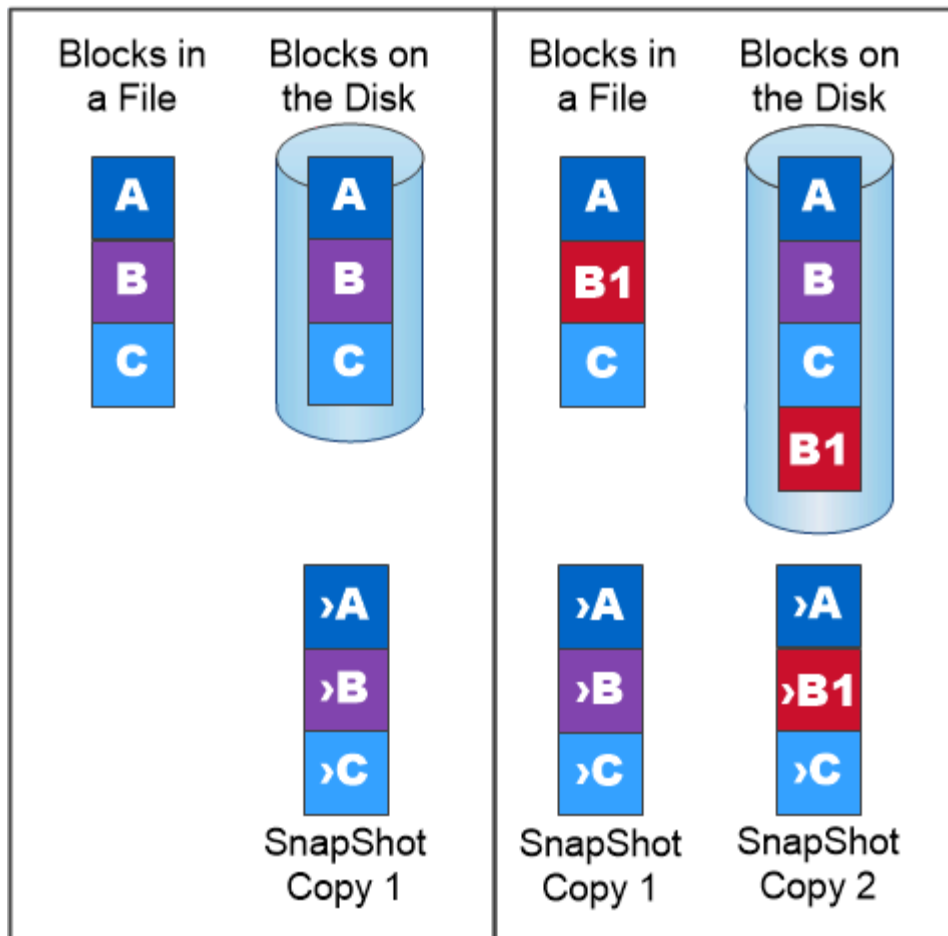 Blocks in
a File
Blocks on
the Disk
A
B
C
A
B
C
›A
›B
›C
SnapShot
Copy 1
Blocks in
a File
Blocks on
the Disk
A
B1
C
A
B
C
B1
›A
›B
›C
SnapShot
Copy 1
›A
›B1
›C
SnapShot
Copy 2